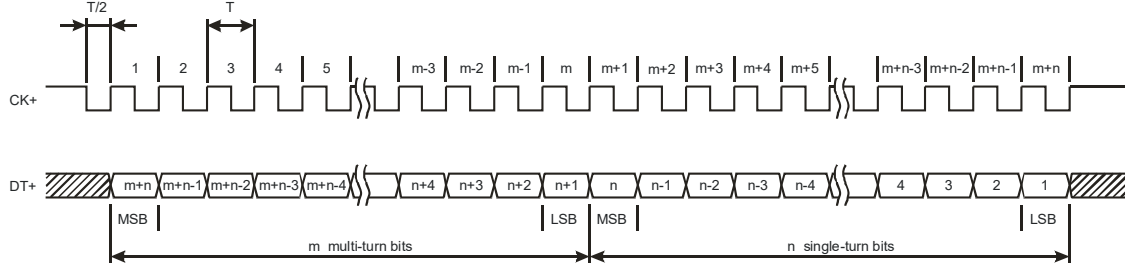 T/2 T
1 2 3 4 5 m-3 m-2 m-1 m m+1 m+2 m+3 m+4 m+5 m+n-3 m+n-2 m+n-1 m+n
CK+
DT+ m+n m+n-1 m+n-2 m+n-3 m+n-4 n+4 n+3 n+2 n+1 n n-1 n-2 n-3 n-4 4 3 2 1
MSB LSB MSB LSB
m multi-turn bits n single-turn bits